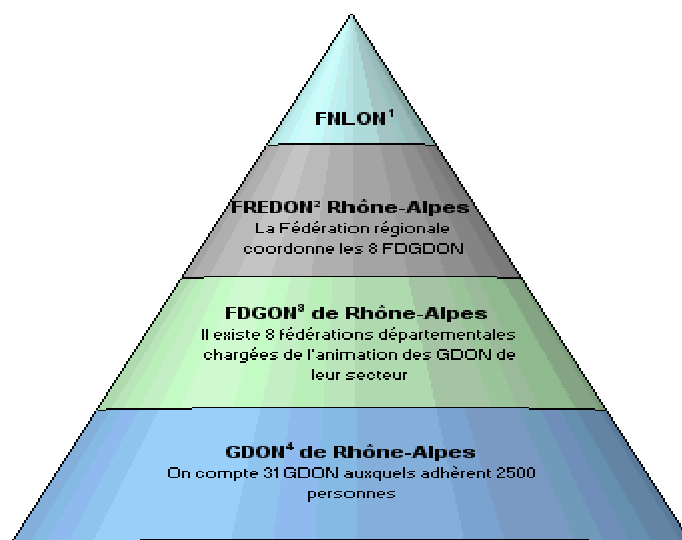 FNLON¹
FREDON² Rhône-Alpes
La Fédération régionale
coordonne les 8 FDGDON
FDGON³ de Rhône-Alpes
Il existe 8 fédérations départementales
chargées de l'animation des GDON de
leur secteur
GDON⁴ de Rhône-Alpes
On compte 31 GDON auxquels adhèrent 2500
personnes